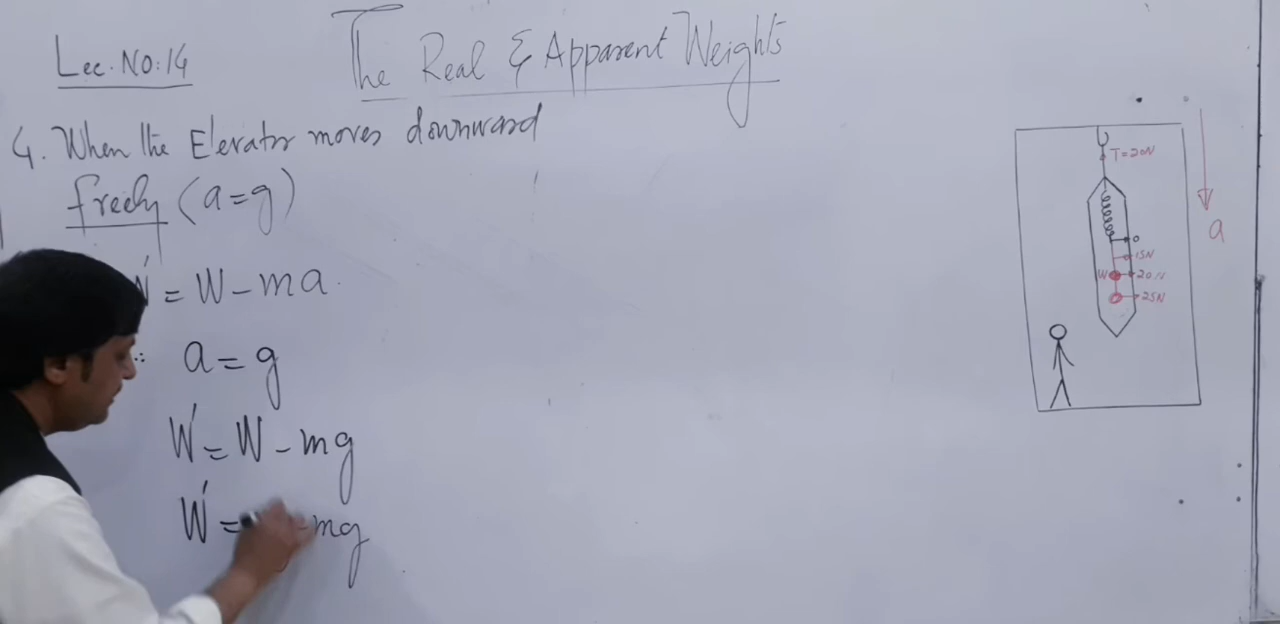 Lec. NO: 14
The Real & Apparent Weights
4. When the Elevator moves downward
freely (a=g)
= W - ma.
∴ a = g
W' = W - mg
W' = - mg
T=20N
0
15N
W 20N
25N
a